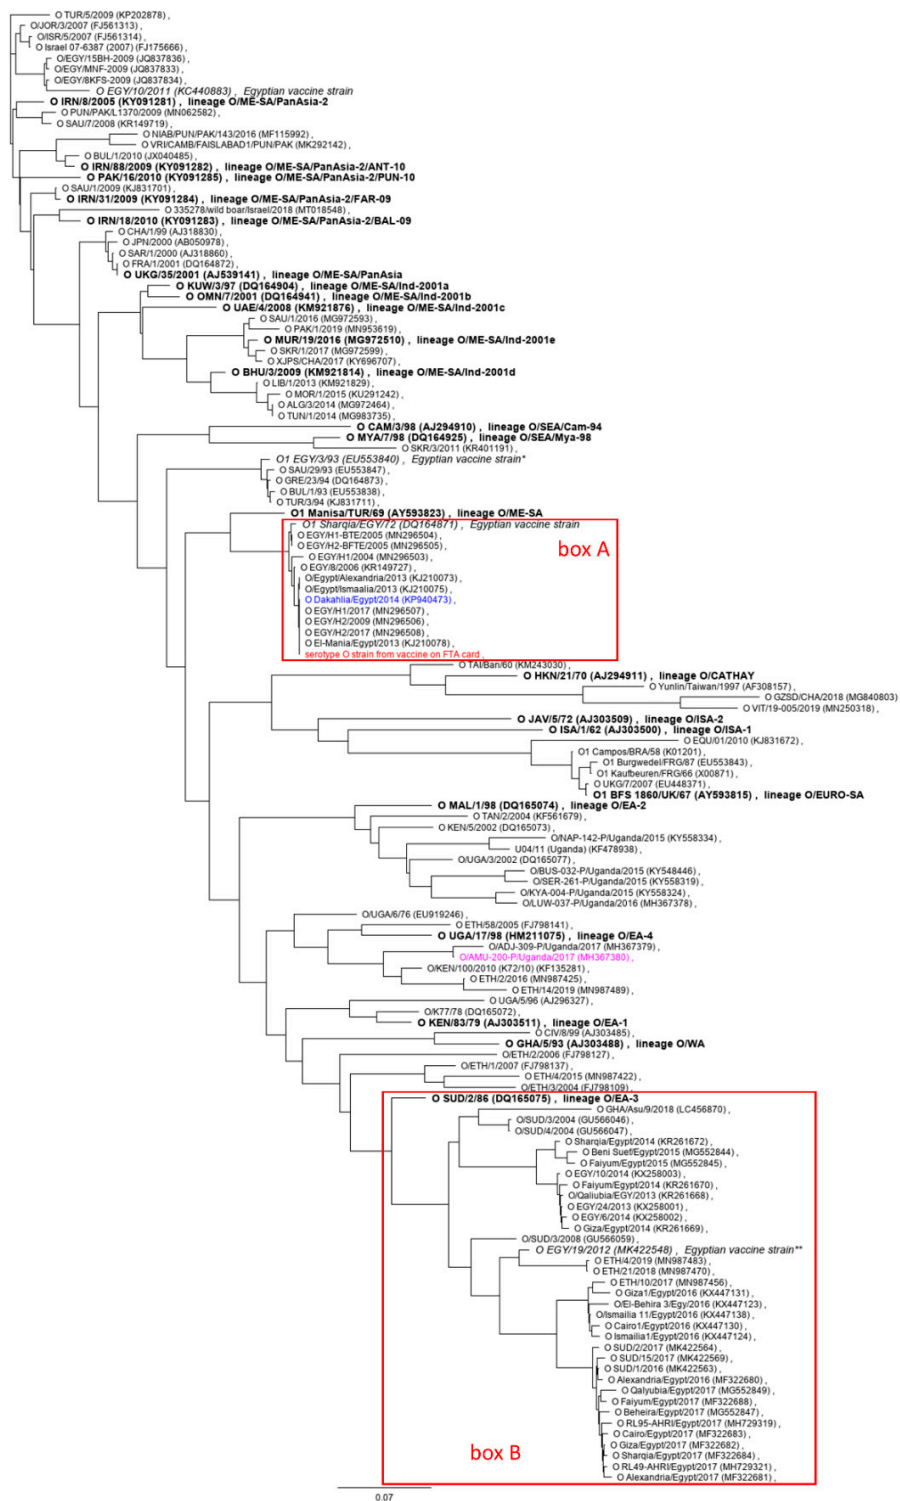 O TUR/5/2009 (KP202878) ,
O/JOR/3/2007 (FJ561313) ,
O/ISR/5/2007 (FJ561314) ,
O Israel 07-6387 (2007) (FJ175666) ,
O/EGY/15BH-2009 (JQ837836) ,
O/EGY/MNF-2009 (JQ837833) ,
O/EGY/8KFS-2009 (JQ837834) ,
O EGY/10/2011 (KC440883) , Egyptian vaccine strain
O IRN/8/2005 (KY091281) , lineage O/ME-SA/PanAsia-2
O PUN/PAK/L1370/2009 (MN062582) ,
O SAU/7/2008 (KR149719) ,
O NIAB/PUN/PAK/143/2016 (MF115992) ,
O VRI/CAMB/FAISLABAD1/PUN/PAK (MK292142) ,
O BUL/1/2010 (JX040485) ,
O IRN/88/2009 (KY091282) , lineage O/ME-SA/PanAsia-2/ANT-10
O PAK/16/2010 (KY091285) , lineage O/ME-SA/PanAsia-2/PUN-10
O SAU/1/2009 (KJ831701) ,
O IRN/31/2009 (KY091284) , lineage O/ME-SA/PanAsia-2/FAR-09
O 335278/wild boar/Israel/2018 (MT018548) ,
O IRN/18/2010 (KY091283) , lineage O/ME-SA/PanAsia-2/BAL-09
O CHA/1/99 (AJ318830) ,
O JPN/2000 (AB050978) ,
O SAR/1/2000 (AJ318860) ,
O FRA/1/2001 (DQ164872) ,
O UKG/35/2001 (AJ539141) , lineage O/ME-SA/PanAsia
O KUW/3/97 (DQ164904) , lineage O/ME-SA/Ind-2001a
O OMN/7/2001 (DQ164941) , lineage O/ME-SA/Ind-2001b
O UAE/4/2008 (KM921876) , lineage O/ME-SA/Ind-2001c
O SAU/1/2016 (MG972593) ,
O PAK/1/2019 (MN953619) ,
O MUR/19/2016 (MG972510) , lineage O/ME-SA/Ind-2001e
O SKR/1/2017 (MG972599) ,
O XJPS/CHA/2017 (KY696707) ,
O BHU/3/2009 (KM921814) , lineage O/ME-SA/Ind-2001d
O LIB/1/2013 (KM921829) ,
O MOR/1/2015 (KU291242) ,
O ALG/3/2014 (MG972464) ,
O TUN/1/2014 (MG983735) ,
O CAM/3/98 (AJ294910) , lineage O/SEA/Cam-94
O MYA/7/98 (DQ164925) , lineage O/SEA/Mya-98
O SKR/3/2011 (KR401191) ,
O1 EGY/3/93 (EU553840) , Egyptian vaccine strain*
O SAU/29/93 (EU553847) ,
O GRE/23/94 (DQ164873) ,
O BUL/1/93 (EU553838) ,
O TUR/3/94 (KJ831711) ,
O1 Manisa/TUR/69 (AY593823) , lineage O/ME-SA
O1 Sharqia/EGY/72 (DQ164871) , Egyptian vaccine strain
O EGY/H1-BTE/2005 (MN296504) ,
O EGY/H2-BFTE/2005 (MN296505) ,
box A
O EGY/H1/2004 (MN296503) ,
O EGY/8/2006 (KR149727) ,
O/Egypt/Alexandria/2013 (KJ210073) ,
O/Egypt/Ismaalia/2013 (KJ210075) ,
O Dakahlia/Egypt/2014 (KP940473) ,
O EGY/H1/2017 (MN296507) ,
O EGY/H2/2009 (MN296506) ,
O EGY/H2/2017 (MN296508) ,
O El-Mania/Egypt/2013 (KJ210078) ,
serotype O strain from vaccine on FTA card ,
O TAI/Ban/60 (KM243030) ,
O HKN/21/70 (AJ294911) , lineage O/CATHAY
O Yunlin/Taiwan/1997 (AF308157) ,
O GZSD/CHA/2018 (MG840803)
O VIT/19-005/2019 (MN250318) ,
O JAV/5/72 (AJ303509) , lineage O/ISA-2
O ISA/1/62 (AJ303500) , lineage O/ISA-1
O EQU/01/2010 (KJ831672) ,
O1 Campos/BRA/58 (K01201) ,
O1 Burgwedel/FRG/87 (EU553843) ,
O1 Kaufbeuren/FRG/66 (X00871) ,
O UKG/7/2007 (EU448371) ,
O1 BFS 1860/UK/67 (AY593815) , lineage O/EURO-SA
O MAL/1/98 (DQ165074) , lineage O/EA-2
O TAN/2/2004 (KF561679) ,
O KEN/5/2002 (DQ165073) ,
O/NAP-142-P/Uganda/2015 (KY558334) ,
U04/11 (Uganda) (KF478938) ,
O/UGA/3/2002 (DQ165077) ,
O/BUS-032-P/Uganda/2015 (KY548446) ,
O/SER-261-P/Uganda/2015 (KY558319) ,
O/KYA-004-P/Uganda/2015 (KY558324) ,
O/LUW-037-P/Uganda/2016 (MH367378) ,
O/UGA/6/76 (EU919246) ,
O ETH/58/2005 (FJ798141) ,
O UGA/17/98 (HM211075) , lineage O/EA-4
O/ADJ-309-P/Uganda/2017 (MH367379) ,
O/AMU-200-P/Uganda/2017 (MH367380) ,
O/KEN/100/2010 (K72/10) (KF135281) ,
O ETH/2/2016 (MN987425) ,
O ETH/14/2019 (MN987489) ,
O UGA/5/96 (AJ296327) ,
O/K77/78 (DQ165072) ,
O KEN/83/79 (AJ303511) , lineage O/EA-1
O CIV/8/99 (AJ303485) ,
O GHA/5/93 (AJ303488) , lineage O/WA
O/ETH/2/2006 (FJ798127) ,
O/ETH/1/2007 (FJ798137) ,
O ETH/4/2015 (MN987422) ,
O/ETH/3/2004 (FJ798109) ,
O SUD/2/86 (DQ165075) , lineage O/EA-3
O GHA/Asu/9/2018 (LC456870) ,
O/SUD/3/2004 (GU566046) ,
O/SUD/4/2004 (GU566047) ,
O Sharqia/Egypt/2014 (KR261672) ,
O Beni Suef/Egypt/2015 (MG552844) ,
O Faiyum/Egypt/2015 (MG552845) ,
O EGY/10/2014 (KX258003) ,
O Faiyum/Egypt/2014 (KR261670) ,
O/Qaliubia/EGY/2013 (KR261668) ,
O EGY/24/2013 (KX258001) ,
O EGY/6/2014 (KX258002) ,
O Giza/Egypt/2014 (KR261669) ,
O/SUD/3/2008 (GU566059) ,
O EGY/19/2012 (MK422548) , Egyptian vaccine strain**
O ETH/4/2019 (MN987483) ,
O ETH/21/2018 (MN987470) ,
O ETH/10/2017 (MN987456) ,
O Giza1/Egypt/2016 (KX447131) ,
O/El-Behira 3/Egy/2016 (KX447123) ,
O/Ismailia 11/Egypt/2016 (KX447138) ,
O Cairo1/Egypt/2016 (KX447130) ,
O Ismailia1/Egypt/2016 (KX447124) ,
O SUD/2/2017 (MK422564) ,
O SUD/15/2017 (MK422569) ,
O SUD/1/2016 (MK422563) ,
O Alexandria/Egypt/2016 (MF322680) ,
O Qalyubia/Egypt/2017 (MG552849) ,
O Faiyum/Egypt/2017 (MF322688) ,
O Beheira/Egypt/2017 (MG552847) ,
O RL95-AHRI/Egypt/2017 (MH729319) ,
O Cairo/Egypt/2017 (MF322683) ,
O Giza/Egypt/2017 (MF322682) ,
box B
O Sharqia/Egypt/2017 (MF322684) ,
O RL49-AHRI/Egypt/2017 (MH729321) ,
O Alexandria/Egypt/2017 (MF322681) ,
0.07